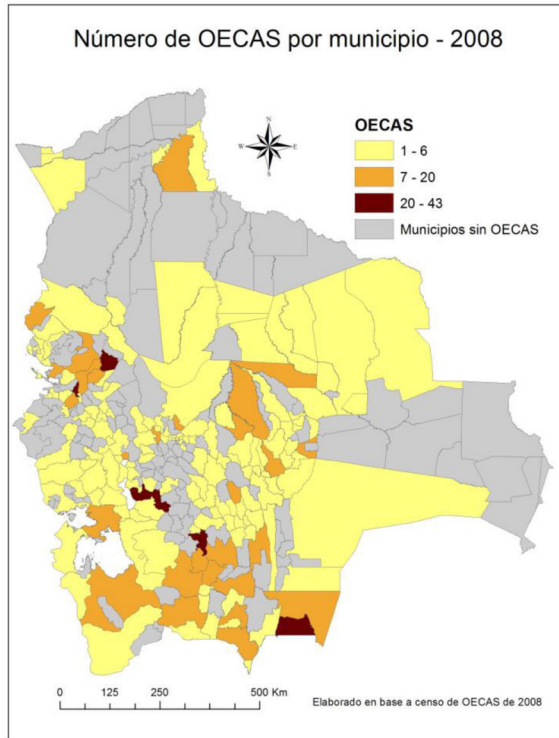 Número de OECAS por municipio - 2008
N
W E
S
OECAS
1 - 6
7 - 20
20 - 43
Municipios sin OECAS
0 125 250 500 Km
Elaborado en base a censo de OECAS de 2008